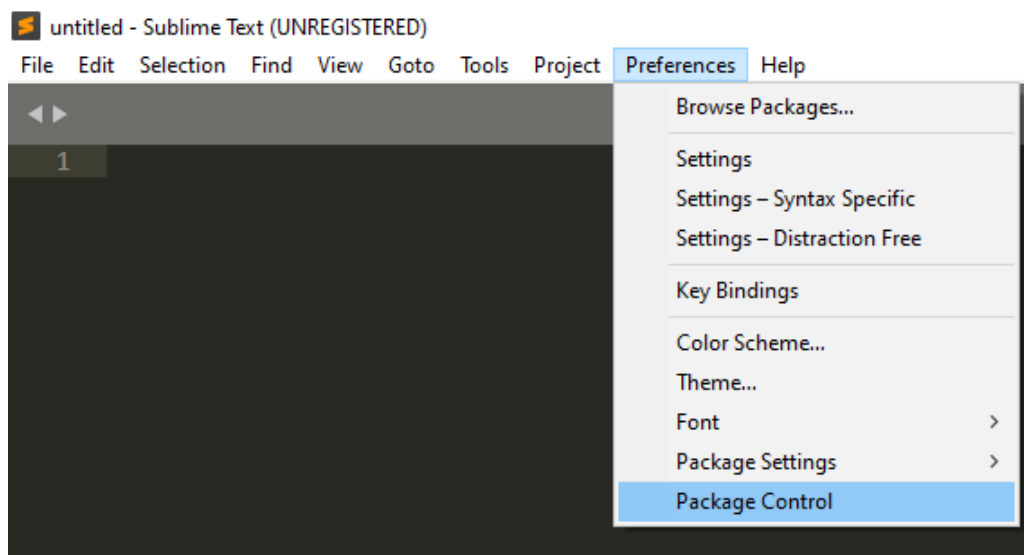 untitled - Sublime Text (UNREGISTERED)
File Edit Selection Find View Goto Tools Project Preferences Help
Browse Packages...
1
Settings
Settings – Syntax Specific
Settings – Distraction Free
Key Bindings
Color Scheme...
Theme...
Font
Package Settings
Package Control